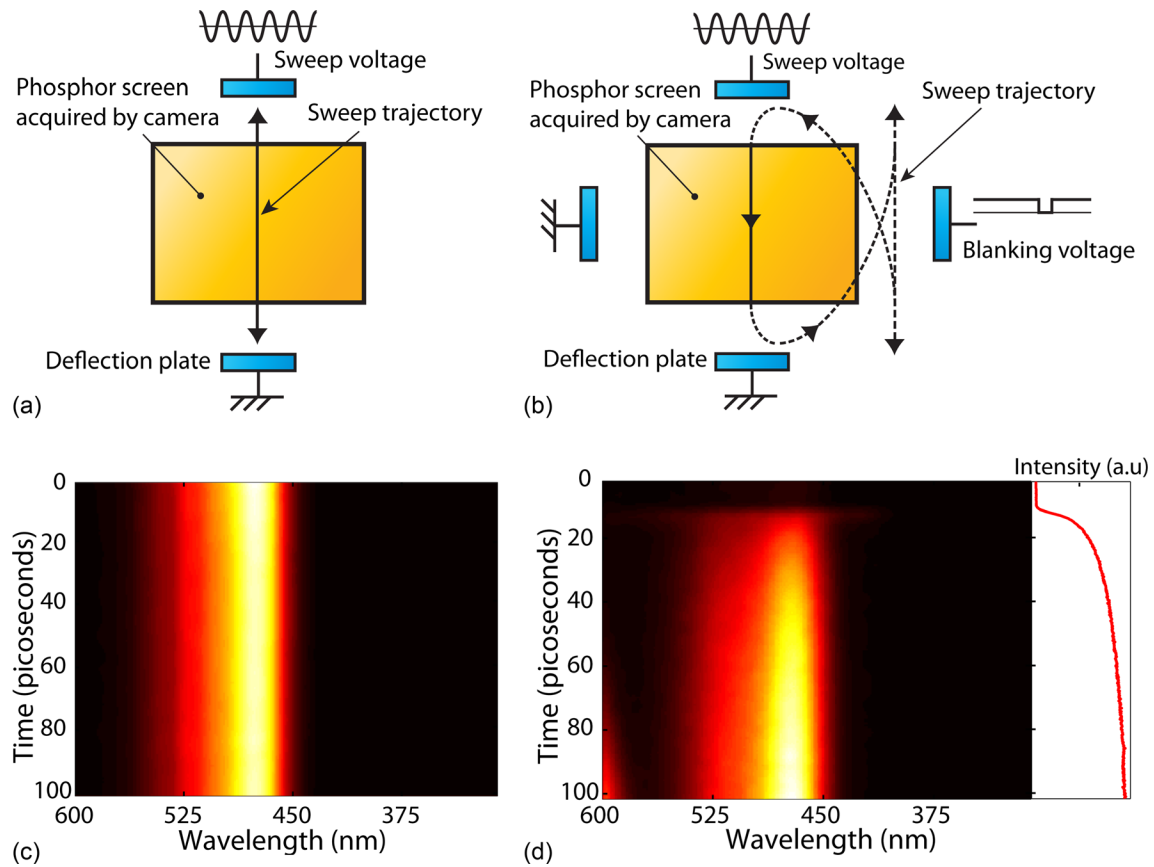 (a)
Sweep voltage
Phosphor screen
acquired by camera
Sweep trajectory
Deflection plate
(b)
Sweep voltage
Phosphor screen
acquired by camera
Sweep trajectory
Blanking voltage
Deflection plate
(c)
Time (picoseconds)
0
20
40
60
80
100
600
525
450
375
Wavelength (nm)
(d)
Time (picoseconds)
0
20
40
60
80
100
600
525
450
375
Wavelength (nm)
Intensity (a.u)